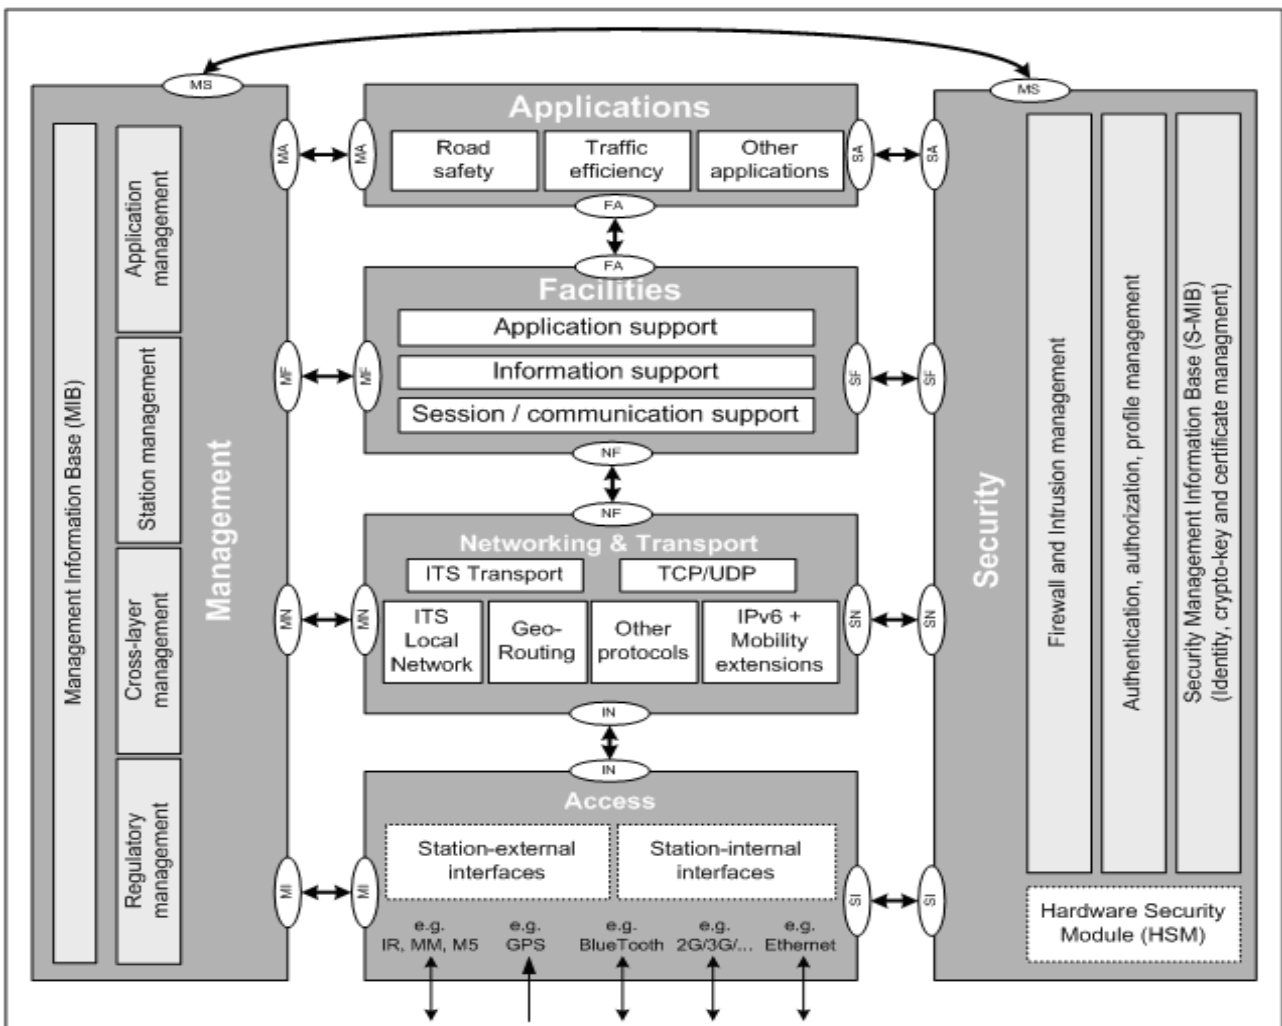 MS
MS
Management Information Base (MIB)
Application
management
Station management
Cross-layer
management
Regulatory
management
Management
MA
MA
MF
MF
MN
MN
MI
MI
Applications
Road
safety
Traffic
efficiency
Other
applications
FA
FA
Facilities
Application support
Information support
Session / communication support
NF
NF
Networking & Transport
ITS Transport
TCP/UDP
ITS
Local
Network
Geo-
Routing
Other
protocols
IPv6 +
Mobility
extensions
IN
IN
Access
Station-external
interfaces
Station-internal
interfaces
e.g.
IR, MM, M5
e.g.
GPS
e.g.
BlueTooth
e.g.
2G/3G/...
e.g.
Ethernet
SA
SA
SF
SF
SN
SN
SI
SI
Security
Firewall and Intrusion management
Authentication, authorization, profile management
Security Management Information Base (S-MIB)
(Identity, crypto-key and certificate managment)
Hardware Security
Module (HSM)